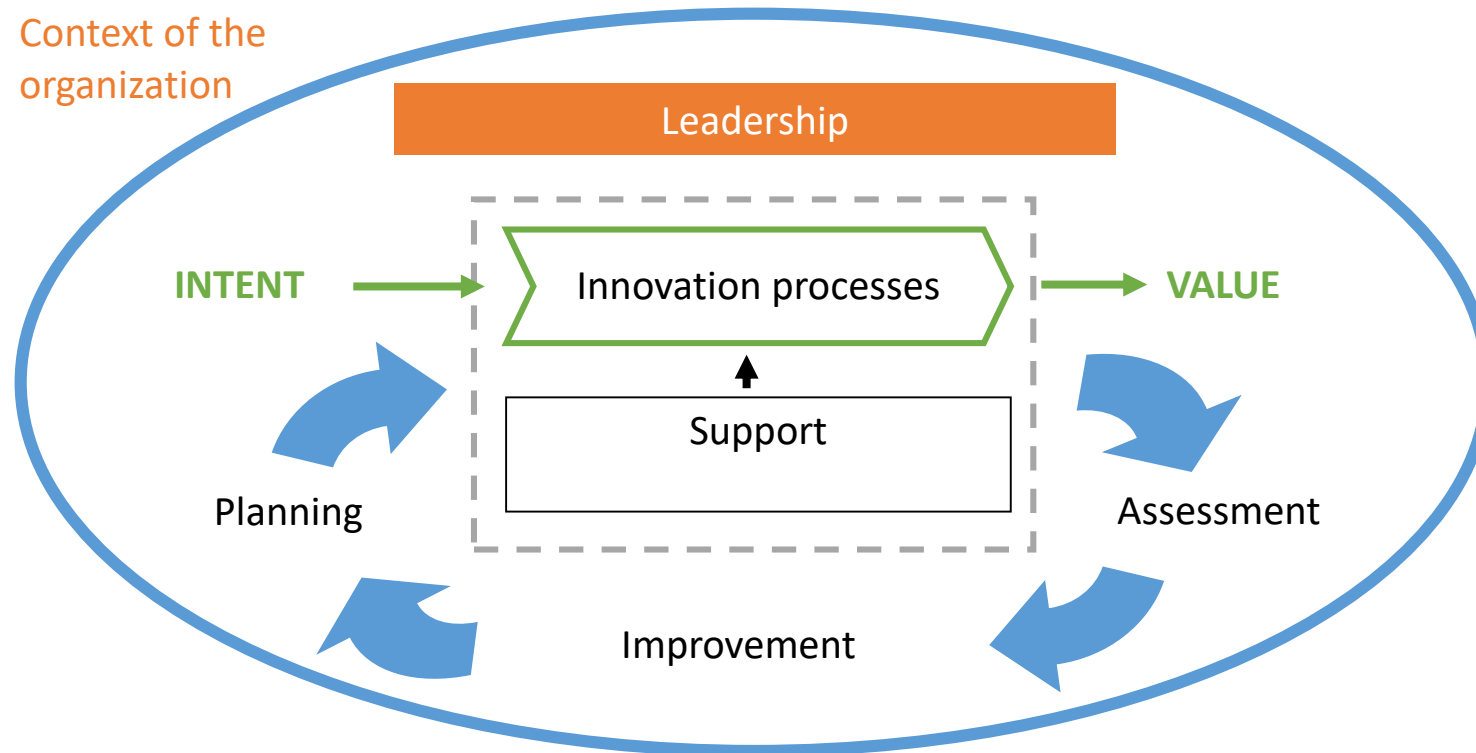 Context of the
organization
Leadership
INTENT
Innovation processes
VALUE
Support
Planning
Assessment
Improvement